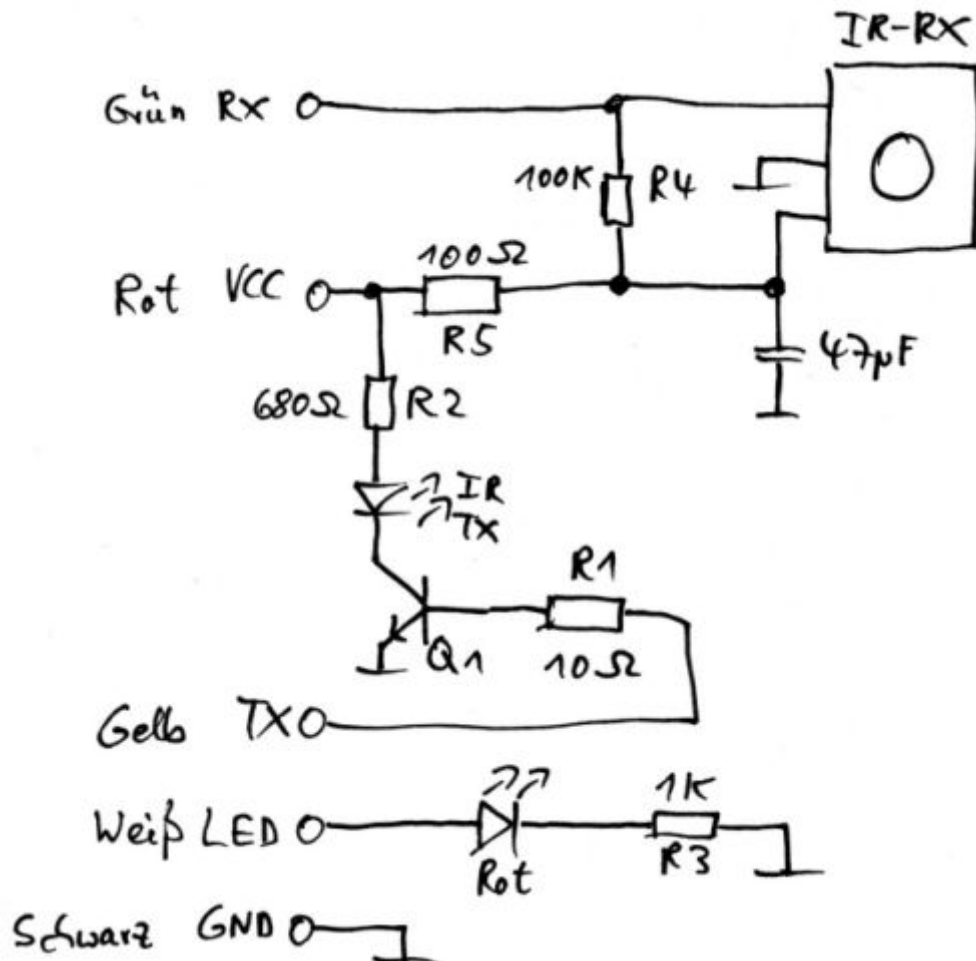 IR-RX
Grün RX
100K R4
100Ω
Rot VCC
R5
47µF
680Ω R2
IR
TX
R1
Q1
10Ω
Gelb TX
1K
Weiß LED
Rot
R3
Schwarz GND